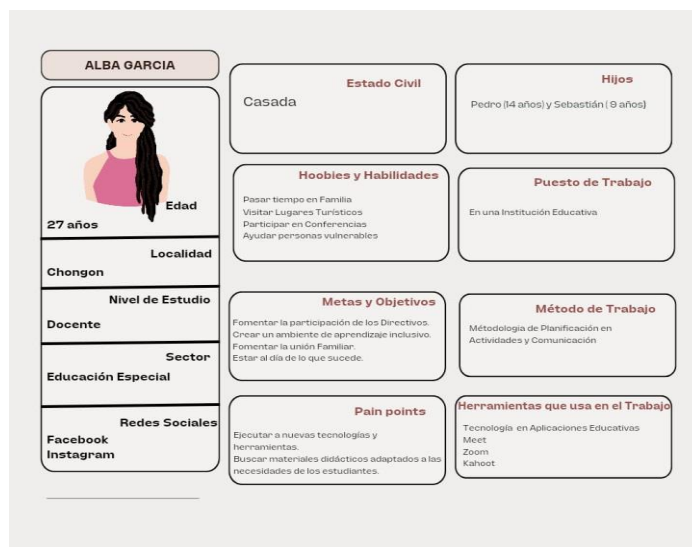 ALBA GARCIA
Edad
27 años
Localidad
Chongon
Nivel de Estudio
Docente
Sector
Educación Especial
Redes Sociales
Facebook
Instagram
Estado Civil
Casada
Hijos
Pedro (14 años) y Sebastián ( 9 años)
Hoobies y Habilidades
Pasar tiempo en Familia
Visitar Lugares Turísticos
Participar en Conferencias
Ayudar personas vulnerables
Puesto de Trabajo
En una Institución Educativa
Metas y Objetivos
Fomentar la participación de los Directivos.
Crear un ambiente de aprendizaje inclusivo.
Fomentar la unión Familiar.
Estar al día de lo que sucede.
Método de Trabajo
Métodologia de Planificación en
Actividades y Comunicación
Pain points
Ejecutar a nuevas tecnologías y
herramientas.
Buscar materiales didácticos adaptados a las
necesidades de los estudiantes.
Herramientas que usa en el Trabajo
Tecnología en Aplicaciones Educativas
Meet
Zoom
Kahoot